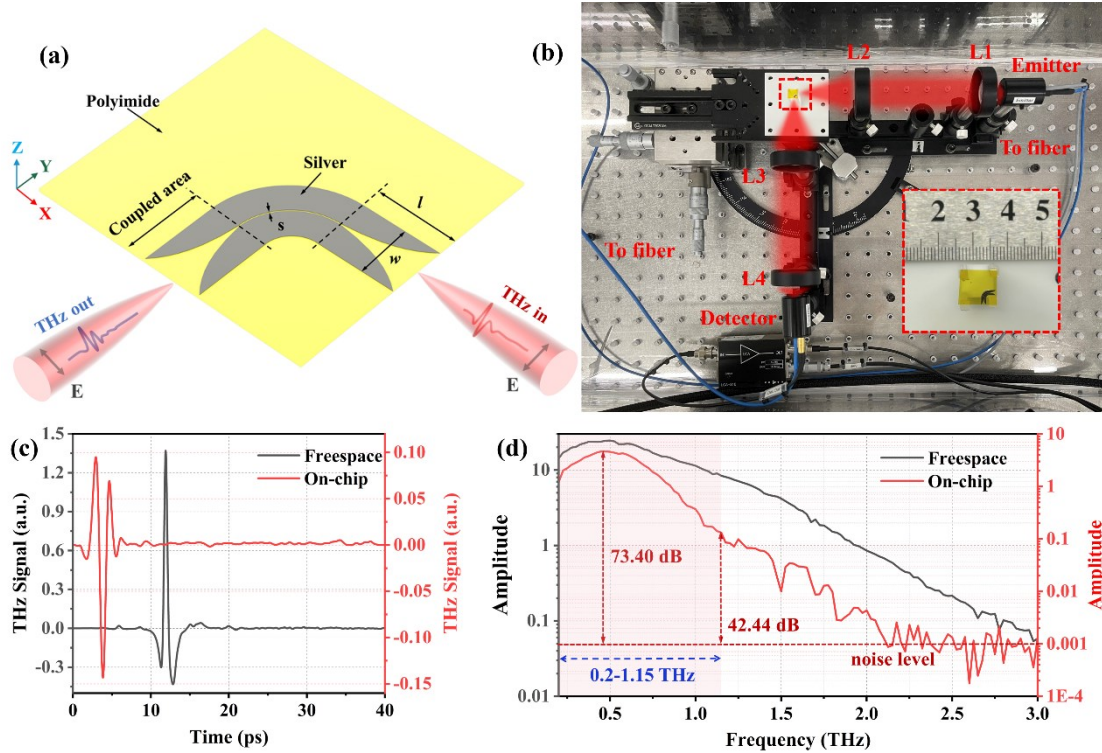 (a)
Polyimide
Silver
Z
Y
X
Coupled area
s
l
w
THz out
THz in
E
E
(b)
L2
L1
Emitter
To fiber
L3
To fiber
2 3 4 5
L4
Detector
(c)
1.5
1.2
0.9
0.6
0.3
0.0
-0.3
THz Signal (a.u.)
Freespace
On-chip
0.10
0.05
0.00
-0.05
-0.10
-0.15
THz Signal (a.u.)
0 10 20 30 40
Time (ps)
(d)
10
1
0.1
0.01
Amplitude
Freespace
On-chip
73.40 dB
42.44 dB
noise level
0.2-1.15 THz
10
1
0.1
0.01
0.001
1E-4
Amplitude
0.5 1.0 1.5 2.0 2.5 3.0
Frequency (THz)